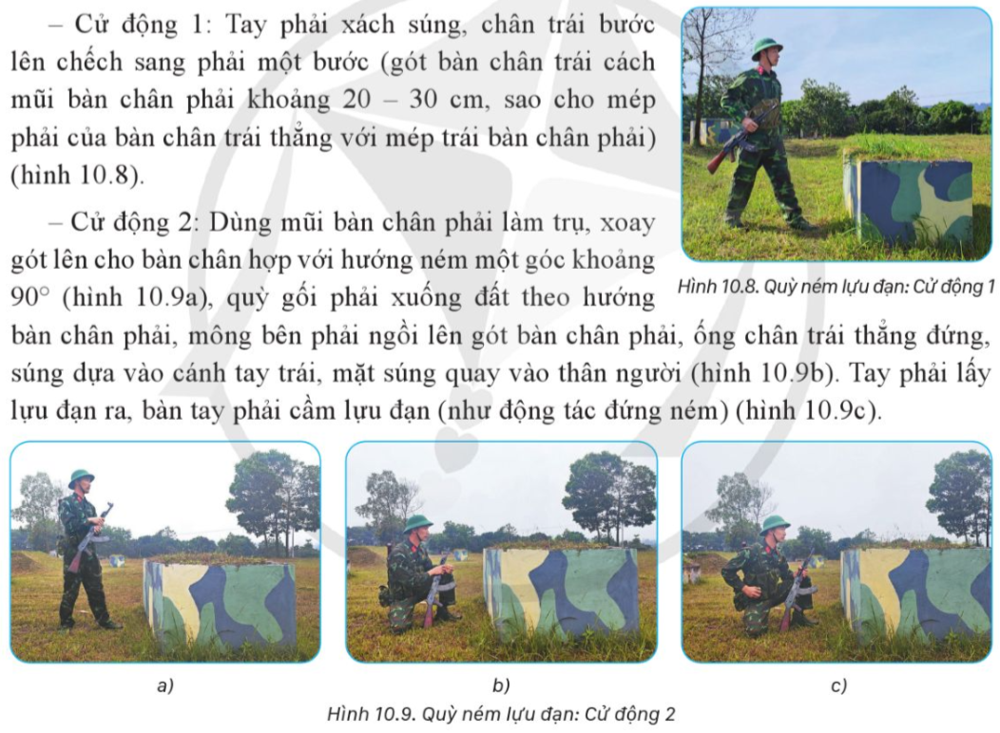 – Cử động 1: Tay phải xách súng, chân trái bước
lên chếch sang phải một bước (gót bàn chân trái cách
mũi bàn chân phải khoảng 20 – 30 cm, sao cho mép
phải của bàn chân trái thẳng với mép trái bàn chân phải)
(hình 10.8).
Hình 10.8. Quỳ ném lựu đạn: Cử động 1
– Cử động 2: Dùng mũi bàn chân phải làm trụ, xoay
gót lên cho bàn chân hợp với hướng ném một góc khoảng
90° (hình 10.9a), quỳ gối phải xuống đất theo hướng
bàn chân phải, mông bên phải ngồi lên gót bàn chân phải, ống chân trái thẳng đứng,
súng dựa vào cánh tay trái, mặt súng quay vào thân người (hình 10.9b). Tay phải lấy
lựu đạn ra, bàn tay phải cầm lựu đạn (như động tác đứng ném) (hình 10.9c).
a)
b)
c)
Hình 10.9. Quỳ ném lựu đạn: Cử động 2